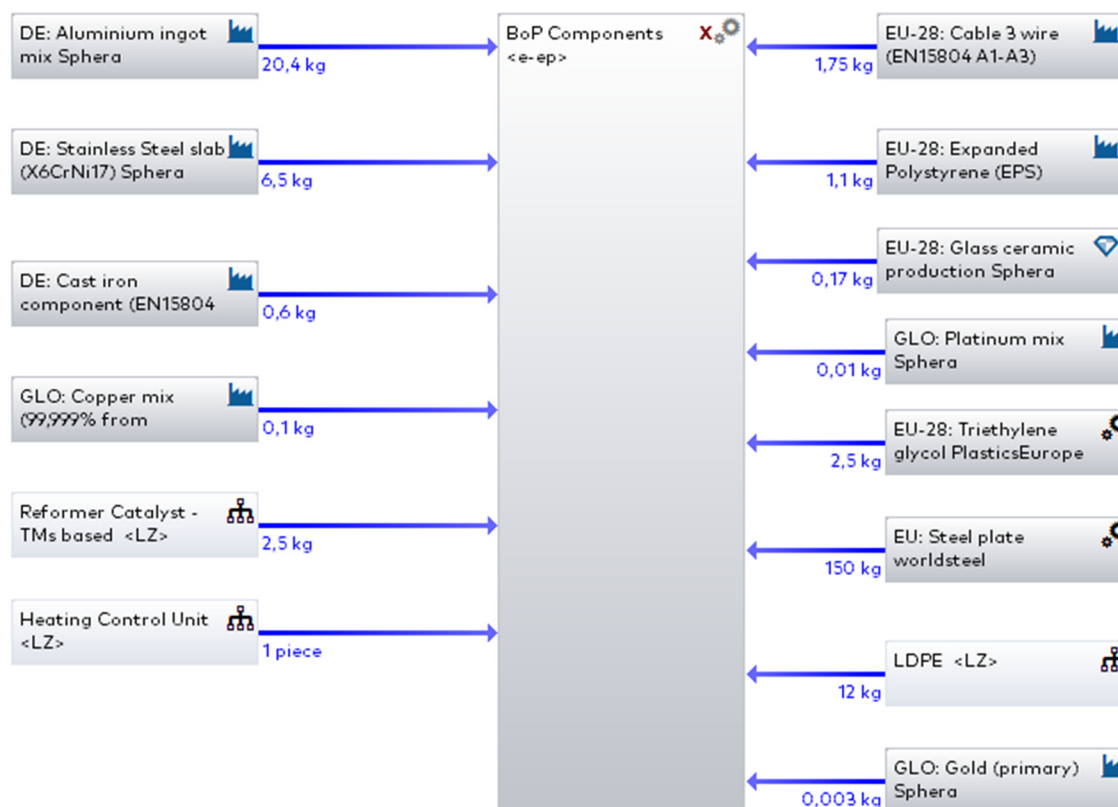 DE: Aluminium ingot
mix Sphera
20,4 kg
DE: Stainless Steel slab
(X6CrNi17) Sphera
6,5 kg
DE: Cast iron
component (EN15804
0,6 kg
GLO: Copper mix
(99,999% from
0,1 kg
Reformer Catalyst -
TMs based <LZ>
2,5 kg
Heating Control Unit
<LZ>
1 piece
BoP Components
<e-ep>
X
EU-28: Cable 3 wire
(EN15804 A1-A3)
1,75 kg
EU-28: Expanded
Polystyrene (EPS)
1,1 kg
EU-28: Glass ceramic
production Sphera
0,17 kg
GLO: Platinum mix
Sphera
0,01 kg
EU-28: Triethylene
glycol PlasticsEurope
2,5 kg
EU: Steel plate
worldsteel
150 kg
LDPE <LZ>
12 kg
GLO: Gold (primary)
Sphera
0,003 kg